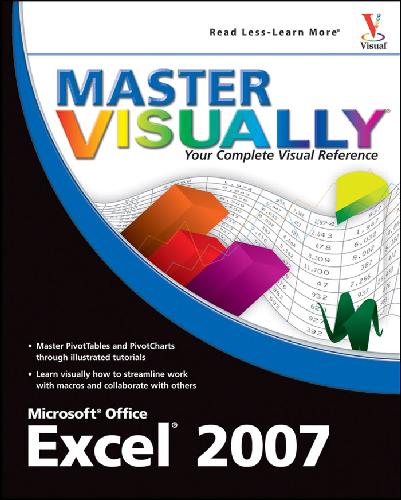 Read Less-Learn More®
Visual
MASTER
VISUALLY®
Your Complete Visual Reference
• Master PivotTables and PivotCharts
through illustrated tutorials
• Learn visually how to streamline work
with macros and collaborate with others
Microsoft® Office
Excel® 2007